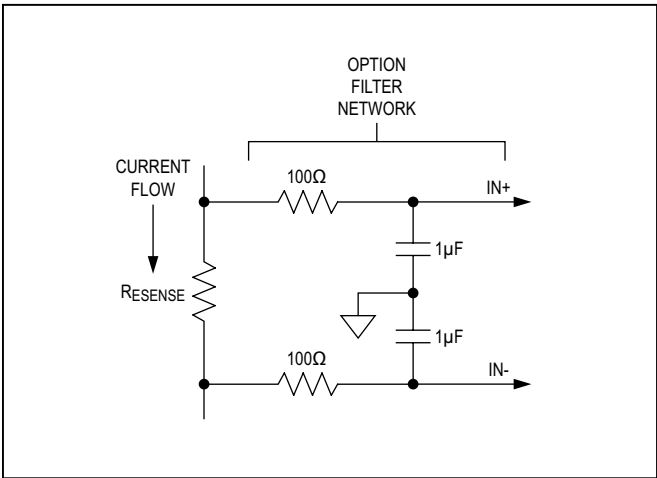 OPTION
FILTER
NETWORK
CURRENT
FLOW
100Ω
IN+
1µF
RESENSE
1µF
100Ω
IN-